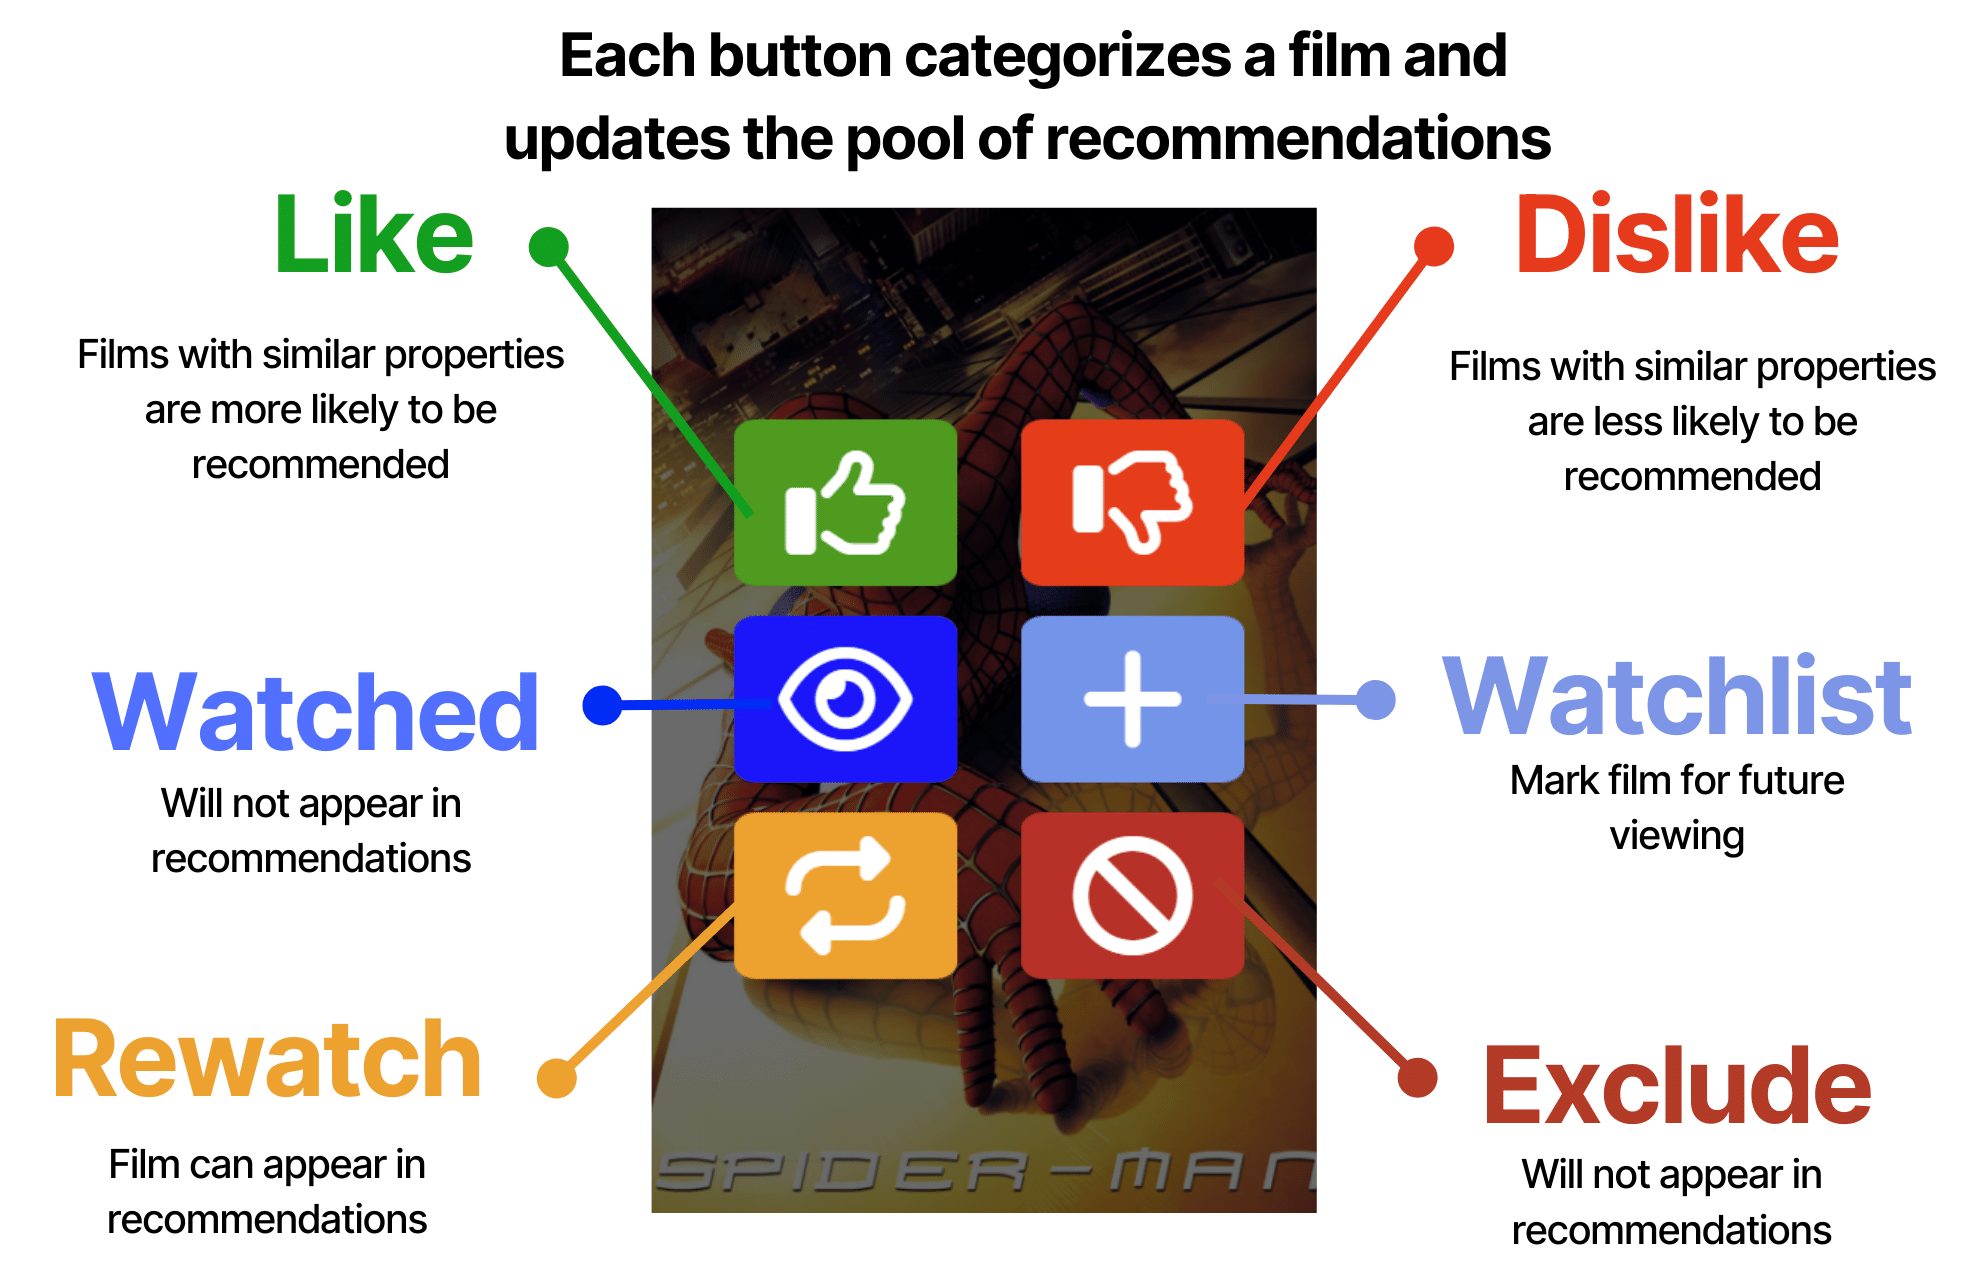 Each button categorizes a film and
updates the pool of recommendations
Like
Films with similar properties
are more likely to be
recommended
Dislike
Films with similar properties
are less likely to be
recommended
Watched
Will not appear in
recommendations
Watchlist
Mark film for future
viewing
Rewatch
Film can appear in
recommendations
Exclude
Will not appear in
recommendations
SPIDER-MAN